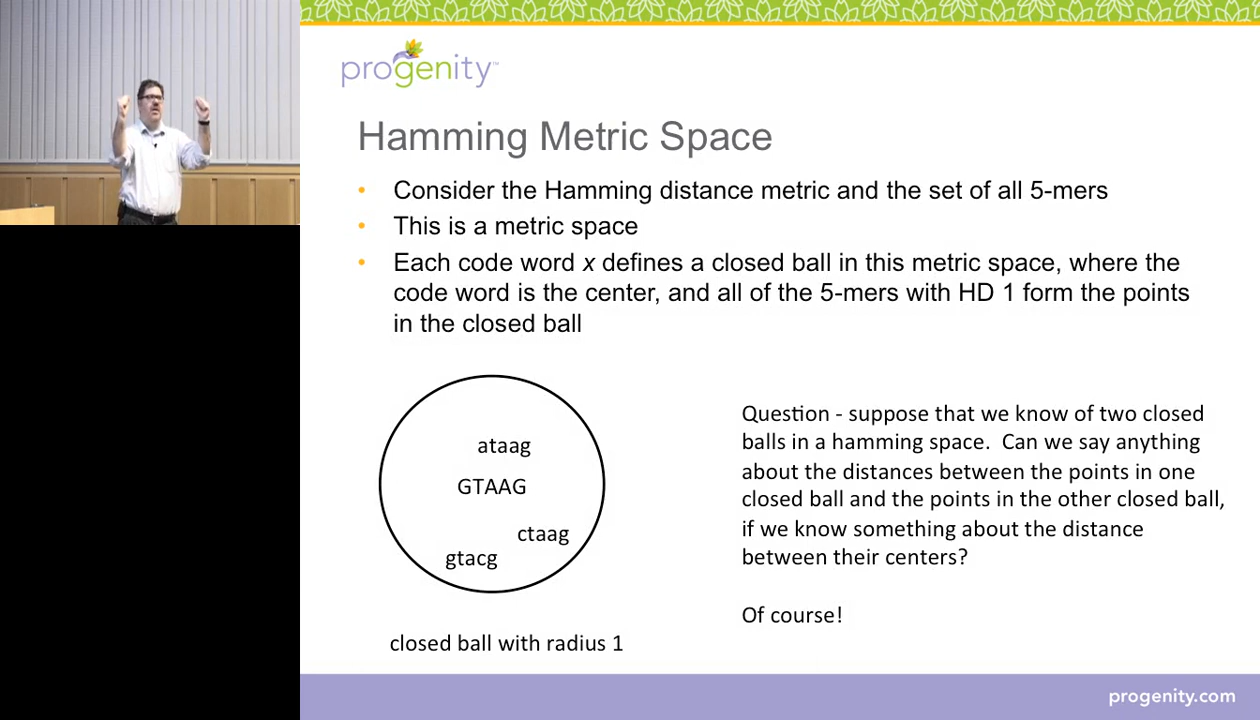 progenity™
Hamming Metric Space
• Consider the Hamming distance metric and the set of all 5-mers
• This is a metric space
• Each code word x defines a closed ball in this metric space, where the
code word is the center, and all of the 5-mers with HD 1 form the points
in the closed ball
ataag
GTAAG
ctaag
gtacg
closed ball with radius 1
Question - suppose that we know of two closed
balls in a hamming space. Can we say anything
about the distances between the points in one
closed ball and the points in the other closed ball,
if we know something about the distance
between their centers?
Of course!
progenity.com